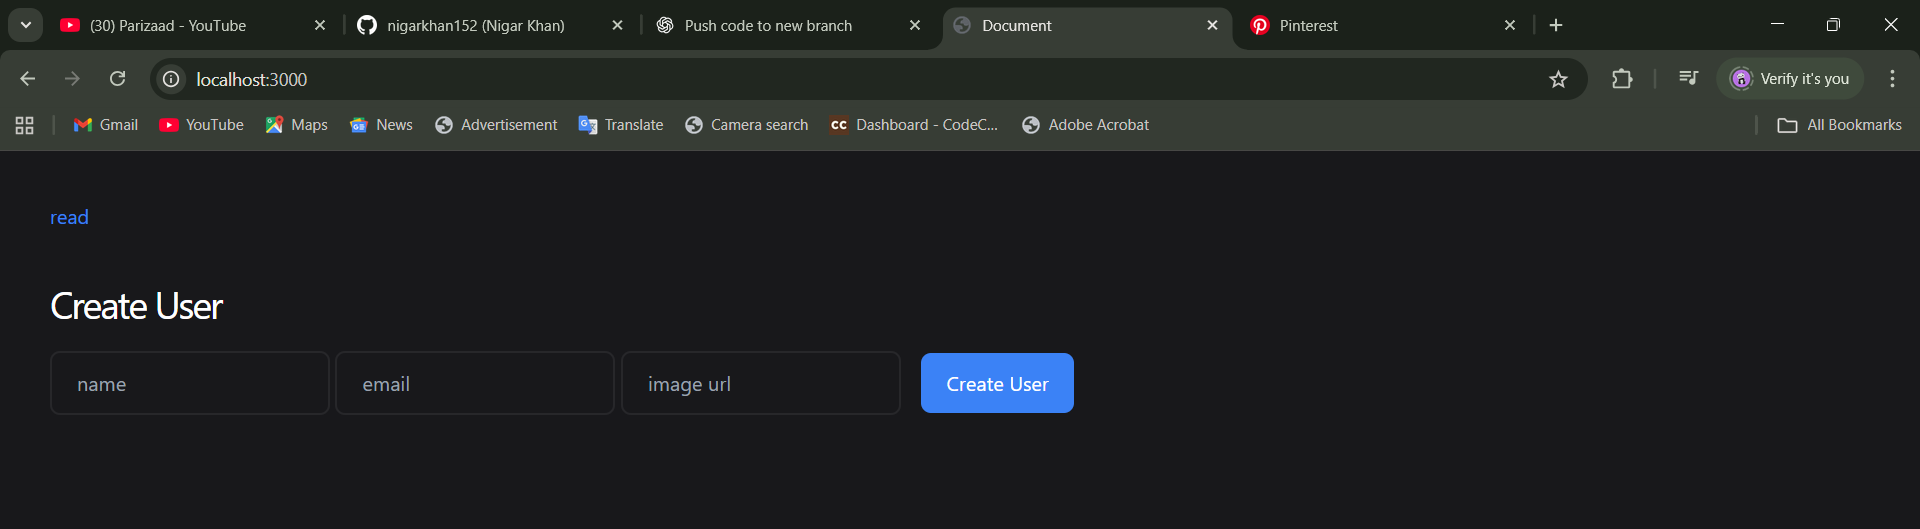 (30) Parizaad - YouTube
nigarkhan152 (Nigar Khan)
Push code to new branch
Document
Pinterest
localhost:3000
Verify it's you
Gmail
YouTube
Maps
News
Advertisement
Translate
Camera search
CC Dashboard - CodeC...
Adobe Acrobat
All Bookmarks
read
Create User
name
email
image url
Create User